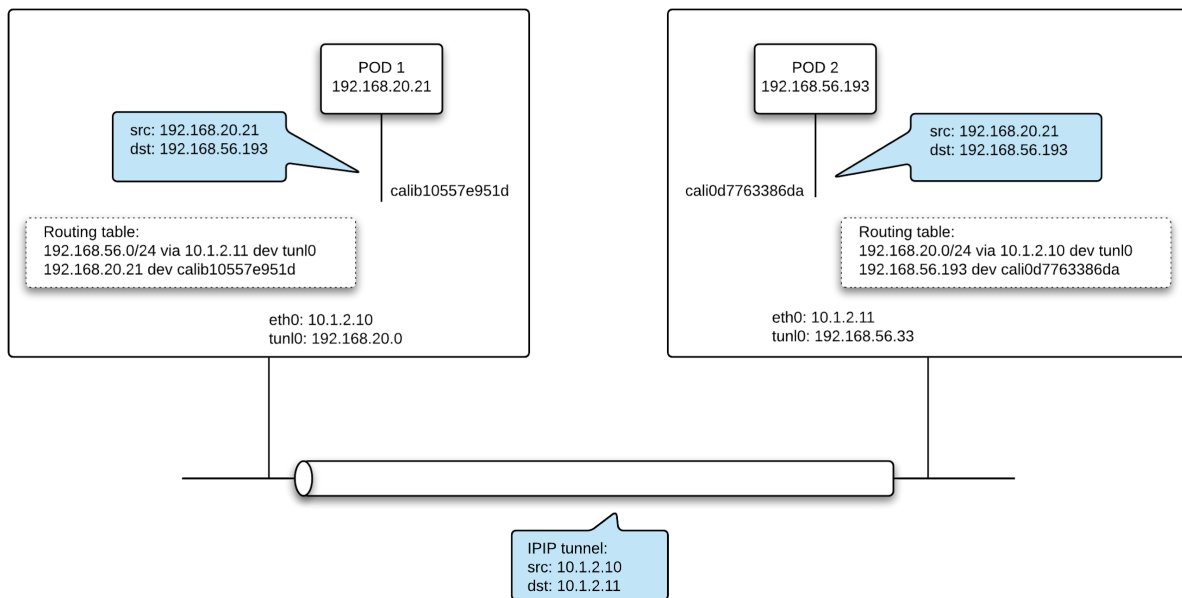 POD 1
192.168.20.21
src: 192.168.20.21
dst: 192.168.56.193
calib10557e951d
Routing table:
192.168.56.0/24 via 10.1.2.11 dev tunl0
192.168.20.21 dev calib10557e951d
eth0: 10.1.2.10
tunl0: 192.168.20.0
POD 2
192.168.56.193
src: 192.168.20.21
dst: 192.168.56.193
cali0d7763386da
Routing table:
192.168.20.0/24 via 10.1.2.10 dev tunl0
192.168.56.193 dev cali0d7763386da
eth0: 10.1.2.11
tunl0: 192.168.56.33
IPIP tunnel:
src: 10.1.2.10
dst: 10.1.2.11